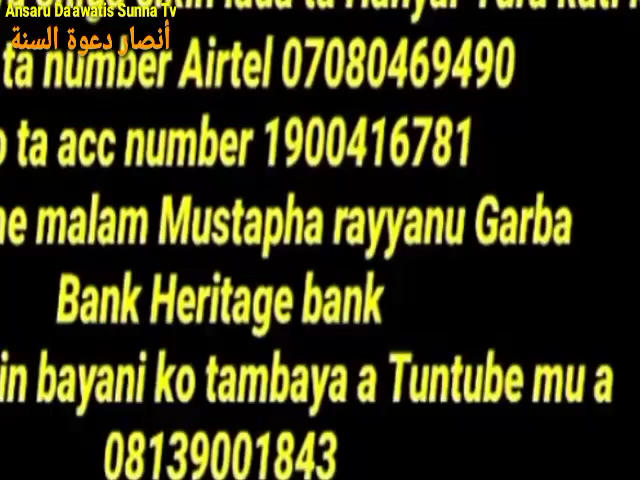 Ansaru Da'awatis Sunna Tv
أنصار دعوة السنة
ta number Airtel 07080469490
ta acc number 1900416781
malam Mustapha rayyanu Garba
Bank Heritage bank
in bayani ko tambaya a Tuntube mu a
08139001843